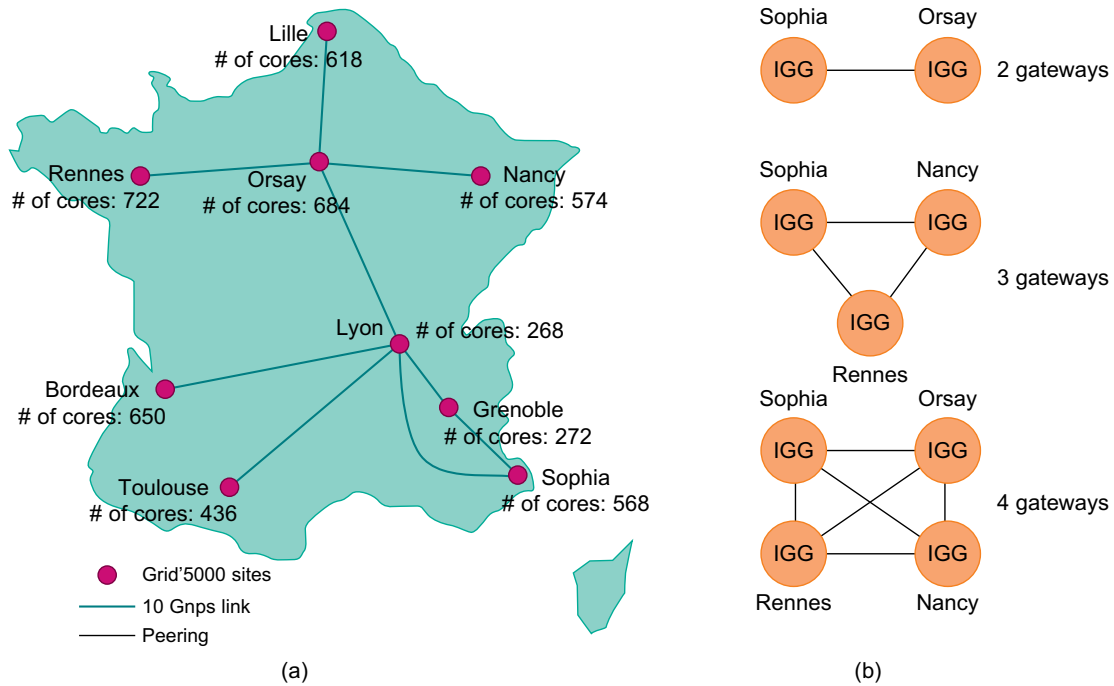 Lille
# of cores: 618
Rennes
# of cores: 722
Orsay
# of cores: 684
Nancy
# of cores: 574
Lyon
# of cores: 268
Bordeaux
# of cores: 650
Grenoble
# of cores: 272
Toulouse
# of cores: 436
Sophia
# of cores: 568
Grid'5000 sites
10 Gnps link
Peering
(a)
Sophia Orsay
IGG IGG 2 gateways
Sophia Nancy
IGG IGG
3 gateways
IGG
Rennes
Sophia Orsay
IGG IGG
4 gateways
IGG IGG
Rennes Nancy
(b)